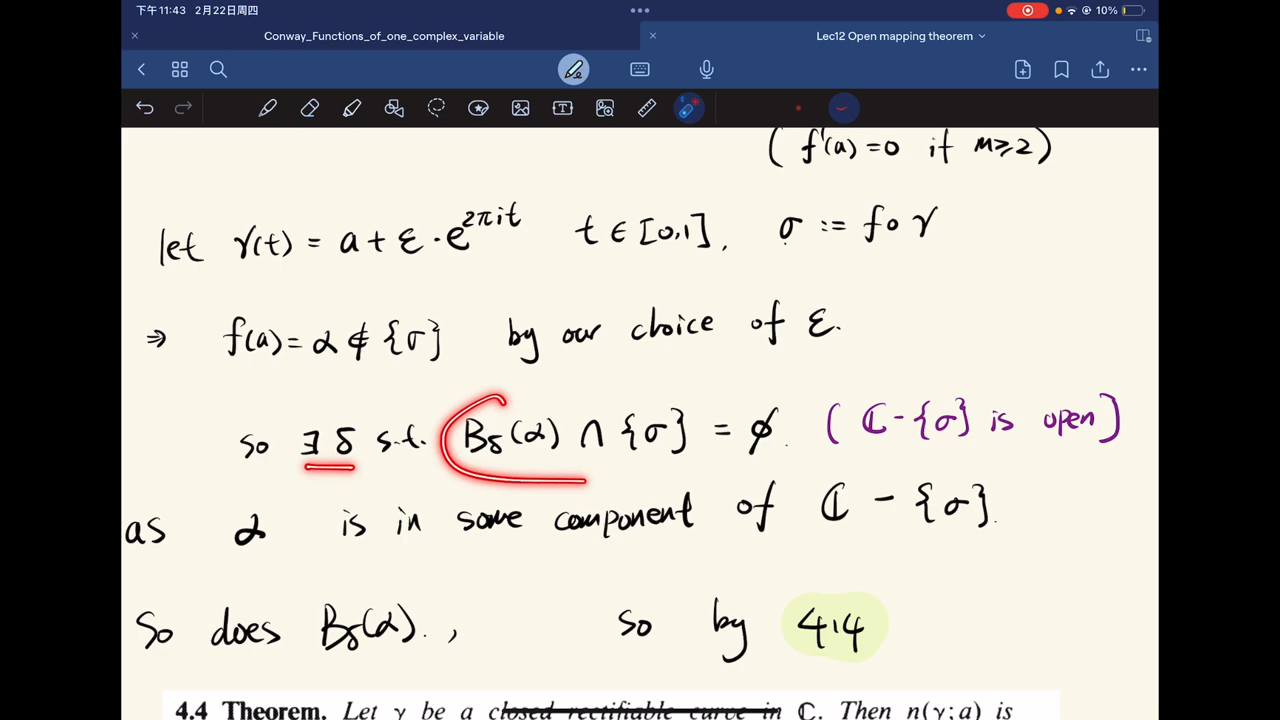 下午11:43 2月22日周四
10%
Conway_Functions_of_one_complex_variable
Lec12 Open mapping theorem
( f'(a) = 0 if m ≥ 2 )
let γ(t) = a + ε · e^{2πit} t ∈ [0,1], σ := f∘γ
⇒ f(a) = α ∉ {σ} by our choice of ε.
so ∃ δ s.t. B_δ(α) ∩ {σ} = ∅. ( ℂ - {σ} is open )
as α is in some component of ℂ - {σ}.
So does B_δ(α)., so by 4.4
4.4 Theorem. Let γ be a closed rectifiable curve in ℂ. Then n(γ; a) is